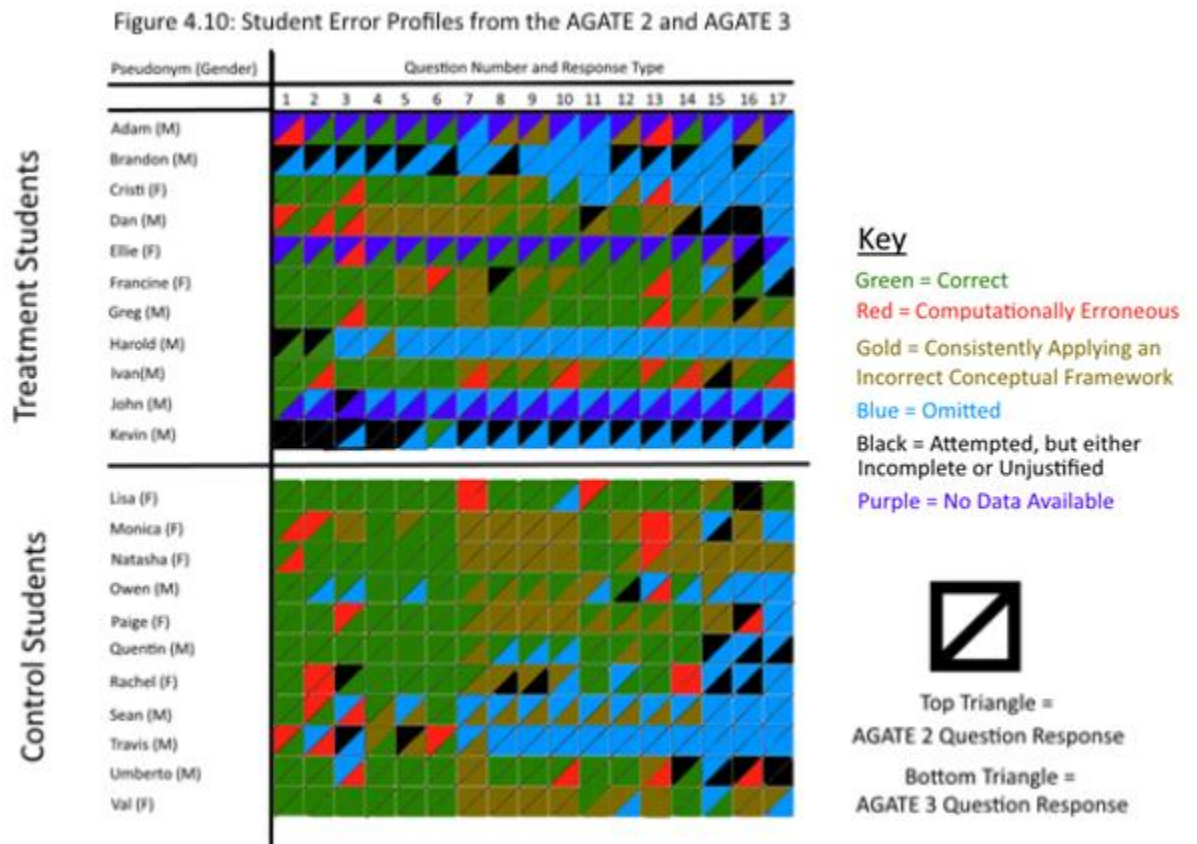 Figure 4.10: Student Error Profiles from the AGATE 2 and AGATE 3
Pseudonym (Gender)
Question Number and Response Type
1 2 3 4 5 6 7 8 9 10 11 12 13 14 15 16 17
Treatment Students
Adam (M)
Brandon (M)
Cristi (F)
Dan (M)
Ellie (F)
Francine (F)
Greg (M)
Harold (M)
Ivan(M)
John (M)
Kevin (M)
Control Students
Lisa (F)
Monica (F)
Natasha (F)
Owen (M)
Paige (F)
Quentin (M)
Rachel (F)
Sean (M)
Travis (M)
Umberto (M)
Val (F)
Key
Green = Correct
Red = Computationally Erroneous
Gold = Consistently Applying an
Incorrect Conceptual Framework
Blue = Omitted
Black = Attempted, but either
Incomplete or Unjustified
Purple = No Data Available
Top Triangle =
AGATE 2 Question Response
Bottom Triangle =
AGATE 3 Question Response